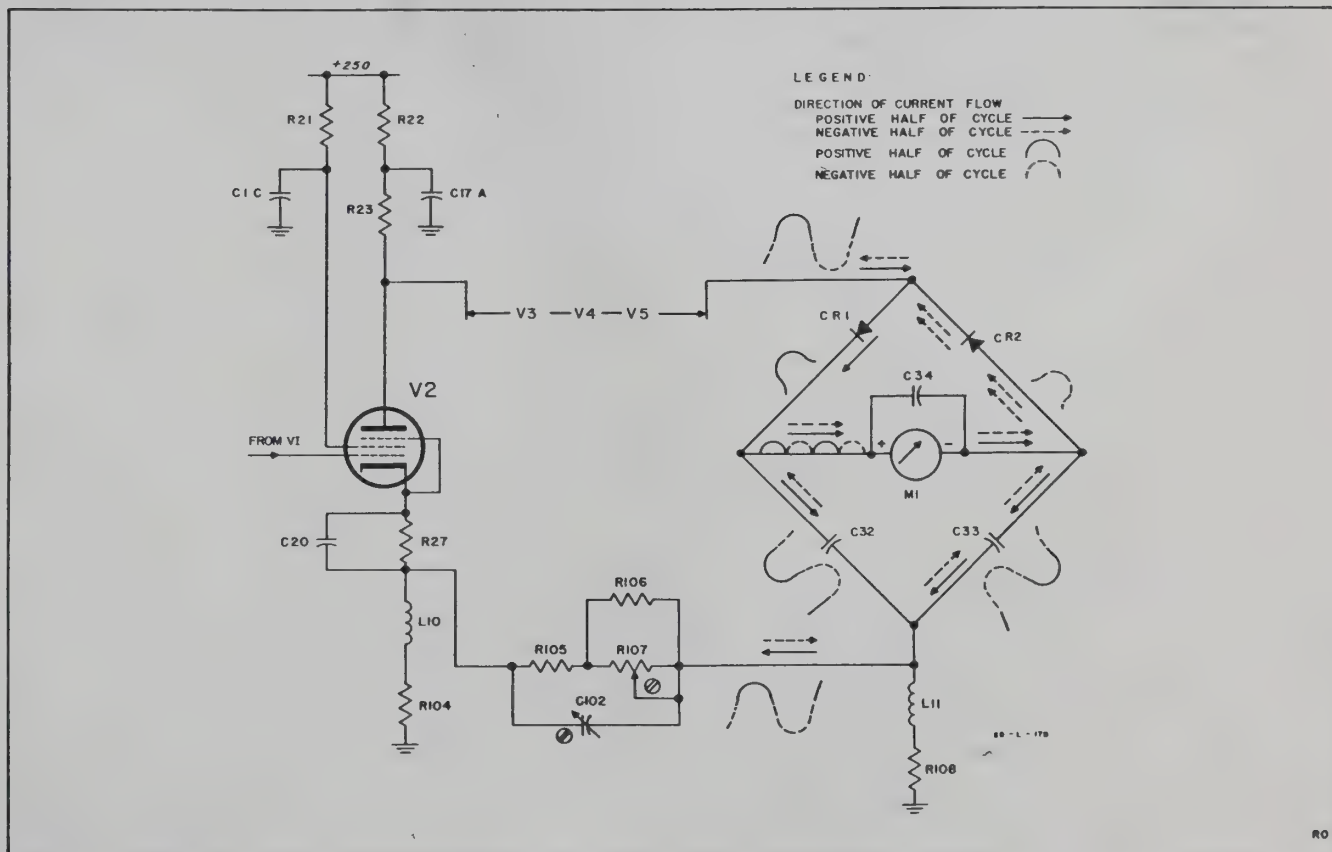 +250
LEGEND:
DIRECTION OF CURRENT FLOW
POSITIVE HALF OF CYCLE
NEGATIVE HALF OF CYCLE
POSITIVE HALF OF CYCLE
NEGATIVE HALF OF CYCLE
R21
R22
C1C
C17A
R23
V3 — V4 — V5
CR1
CR2
C34
V2
FROM V1
+
-
M1
C20
R27
C32
C33
R106
L10
R105
R107
C102
R104
L11
R108
RO